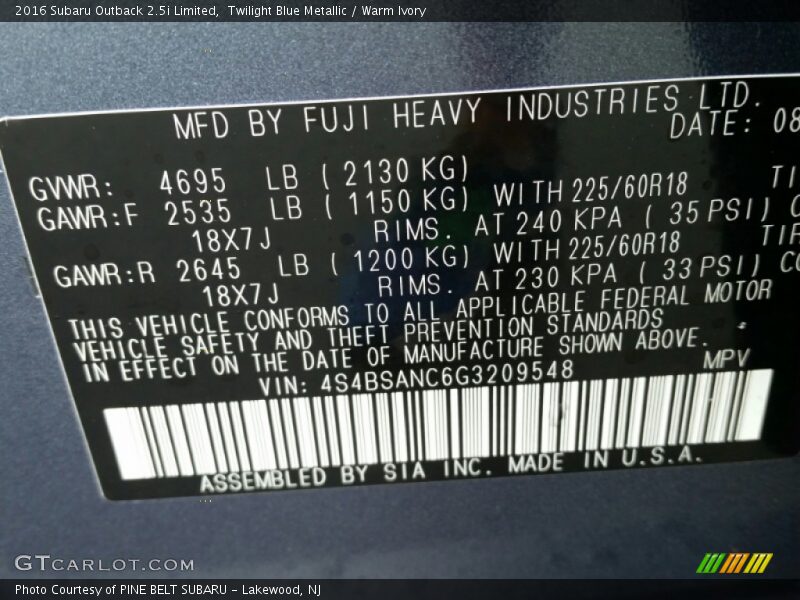 2016 Subaru Outback 2.5i Limited,  Twilight Blue Metallic / Warm Ivory
MFD BY FUJI HEAVY INDUSTRIES LTD.
DATE: 08
GVWR: 4695 LB ( 2130 KG)
GAWR:F 2535 LB ( 1150 KG) WITH 225/60R18 TI
18X7J RIMS. AT 240 KPA ( 35 PSI) C
GAWR:R 2645 LB ( 1200 KG) WITH 225/60R18 TIR
18X7J RIMS. AT 230 KPA ( 33 PSI) CO
THIS VEHICLE CONFORMS TO ALL APPLICABLE FEDERAL MOTOR
VEHICLE SAFETY AND THEFT PREVENTION STANDARDS
IN EFFECT ON THE DATE OF MANUFACTURE SHOWN ABOVE.
VIN: 4S4BSANC6G3209548 MPV
ASSEMBLED BY SIA INC. MADE IN U.S.A.
GTCARLOT.COM
Photo Courtesy of PINE BELT SUBARU - Lakewood, NJ